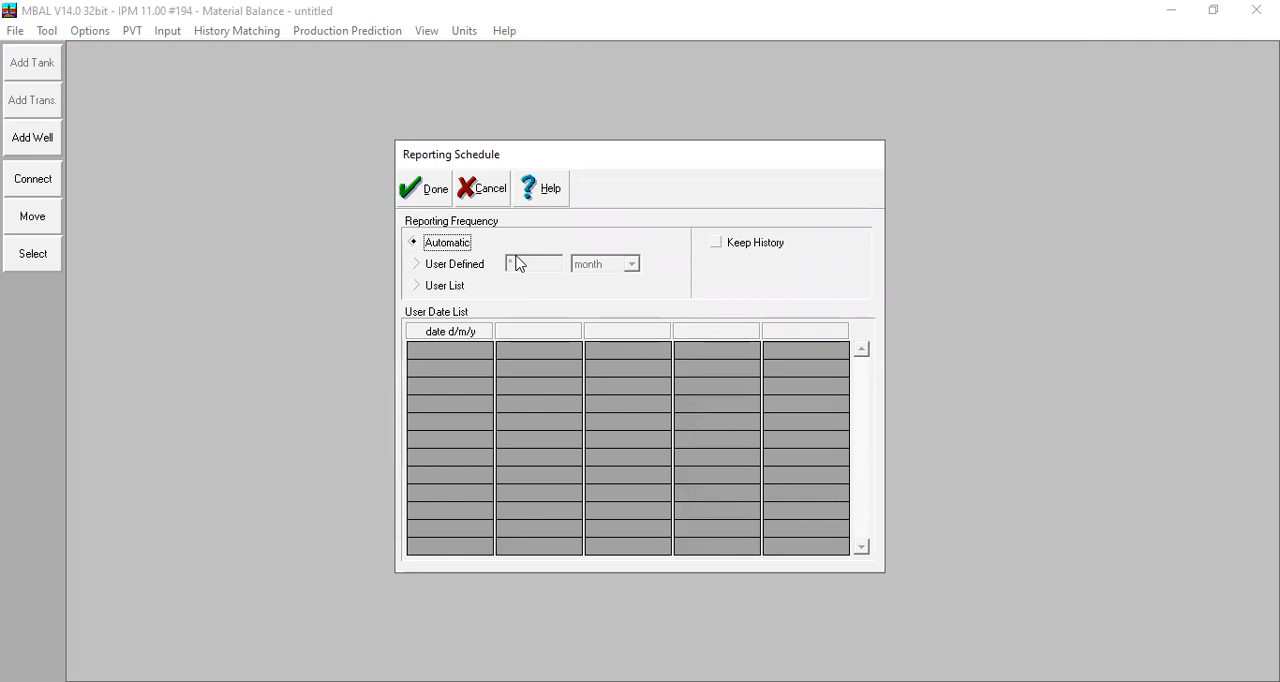 MBAL V14.0 32bit - IPM 11.00 #194 - Material Balance - untitled
File Tool Options PVT Input History Matching Production Prediction View Units Help
Add Tank
Add Trans.
Add Well
Connect
Move
Select
Reporting Schedule
Done Cancel Help
Reporting Frequency
Automatic
Keep History
User Defined month
User List
User Date List
date d/m/y